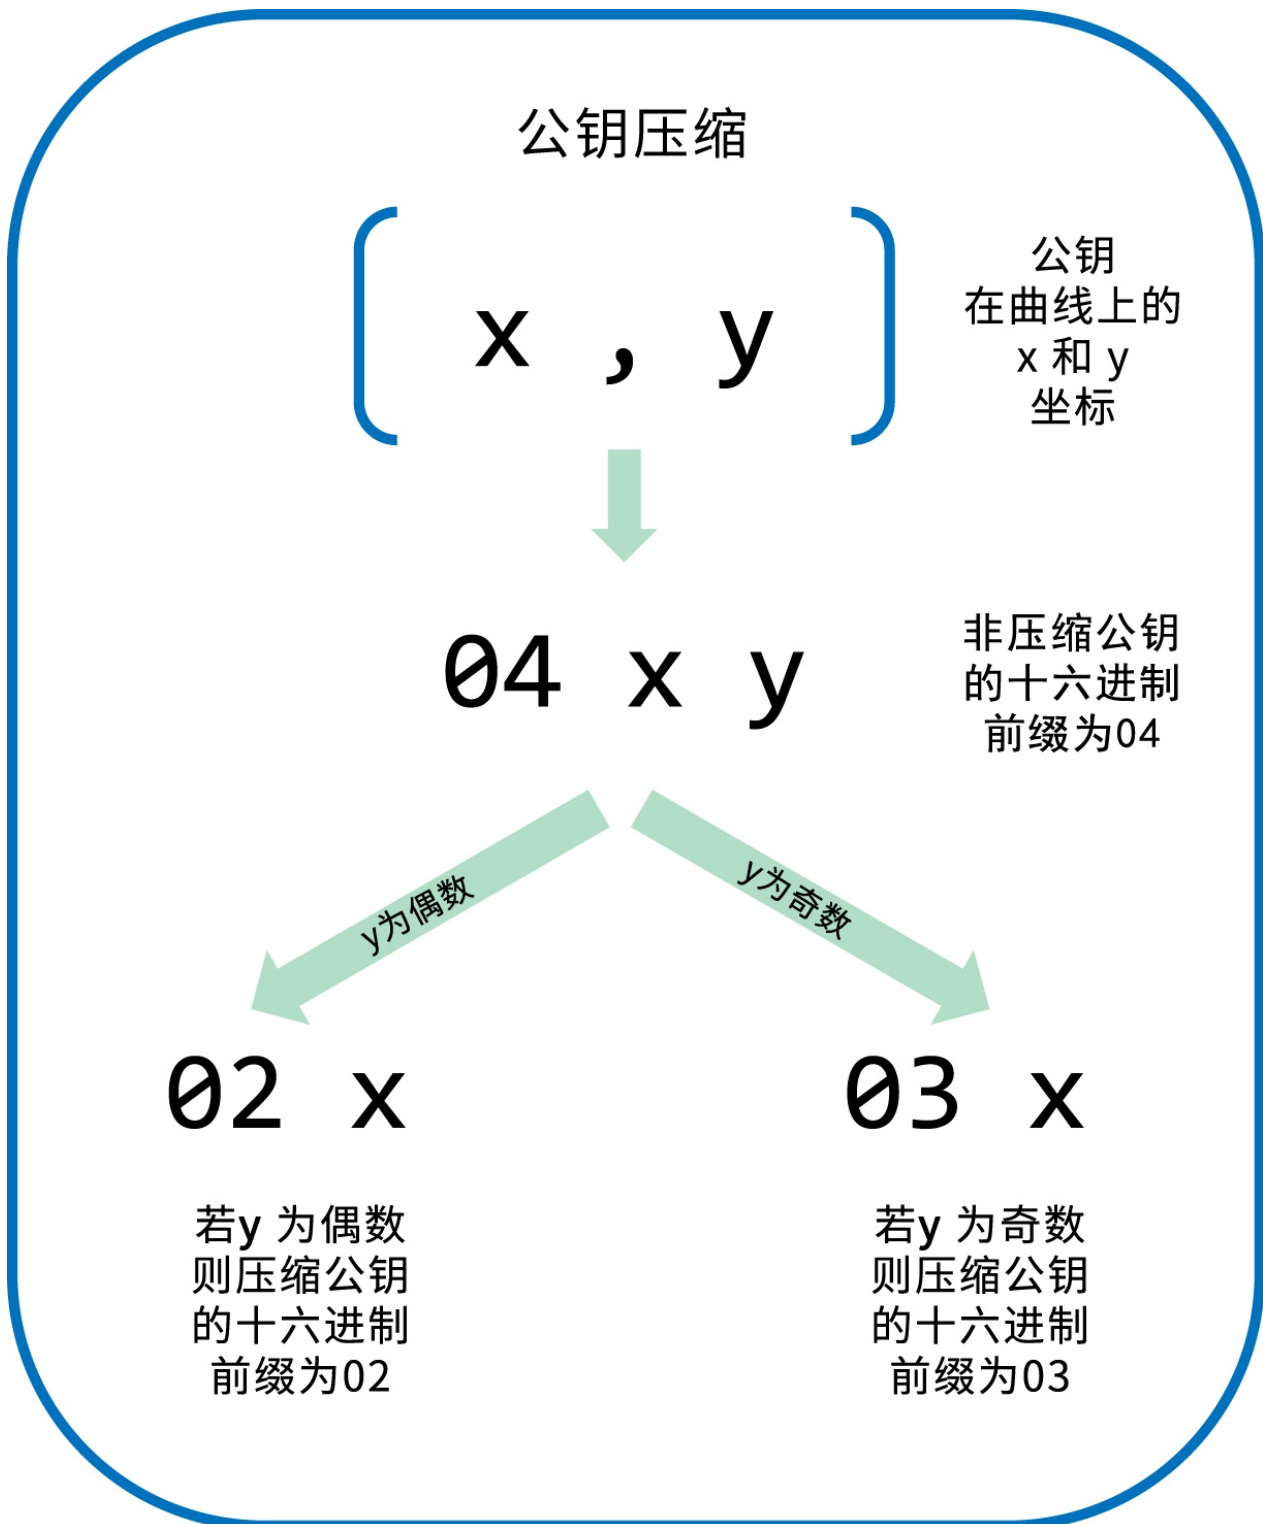 公钥压缩
x , y
公钥
在曲线上的
x 和 y
坐标
04 x y
非压缩公钥
的十六进制
前缀为04
y为偶数
y为奇数
02 x
03 x
若y 为偶数
则压缩公钥
的十六进制
前缀为02
若y 为奇数
则压缩公钥
的十六进制
前缀为03